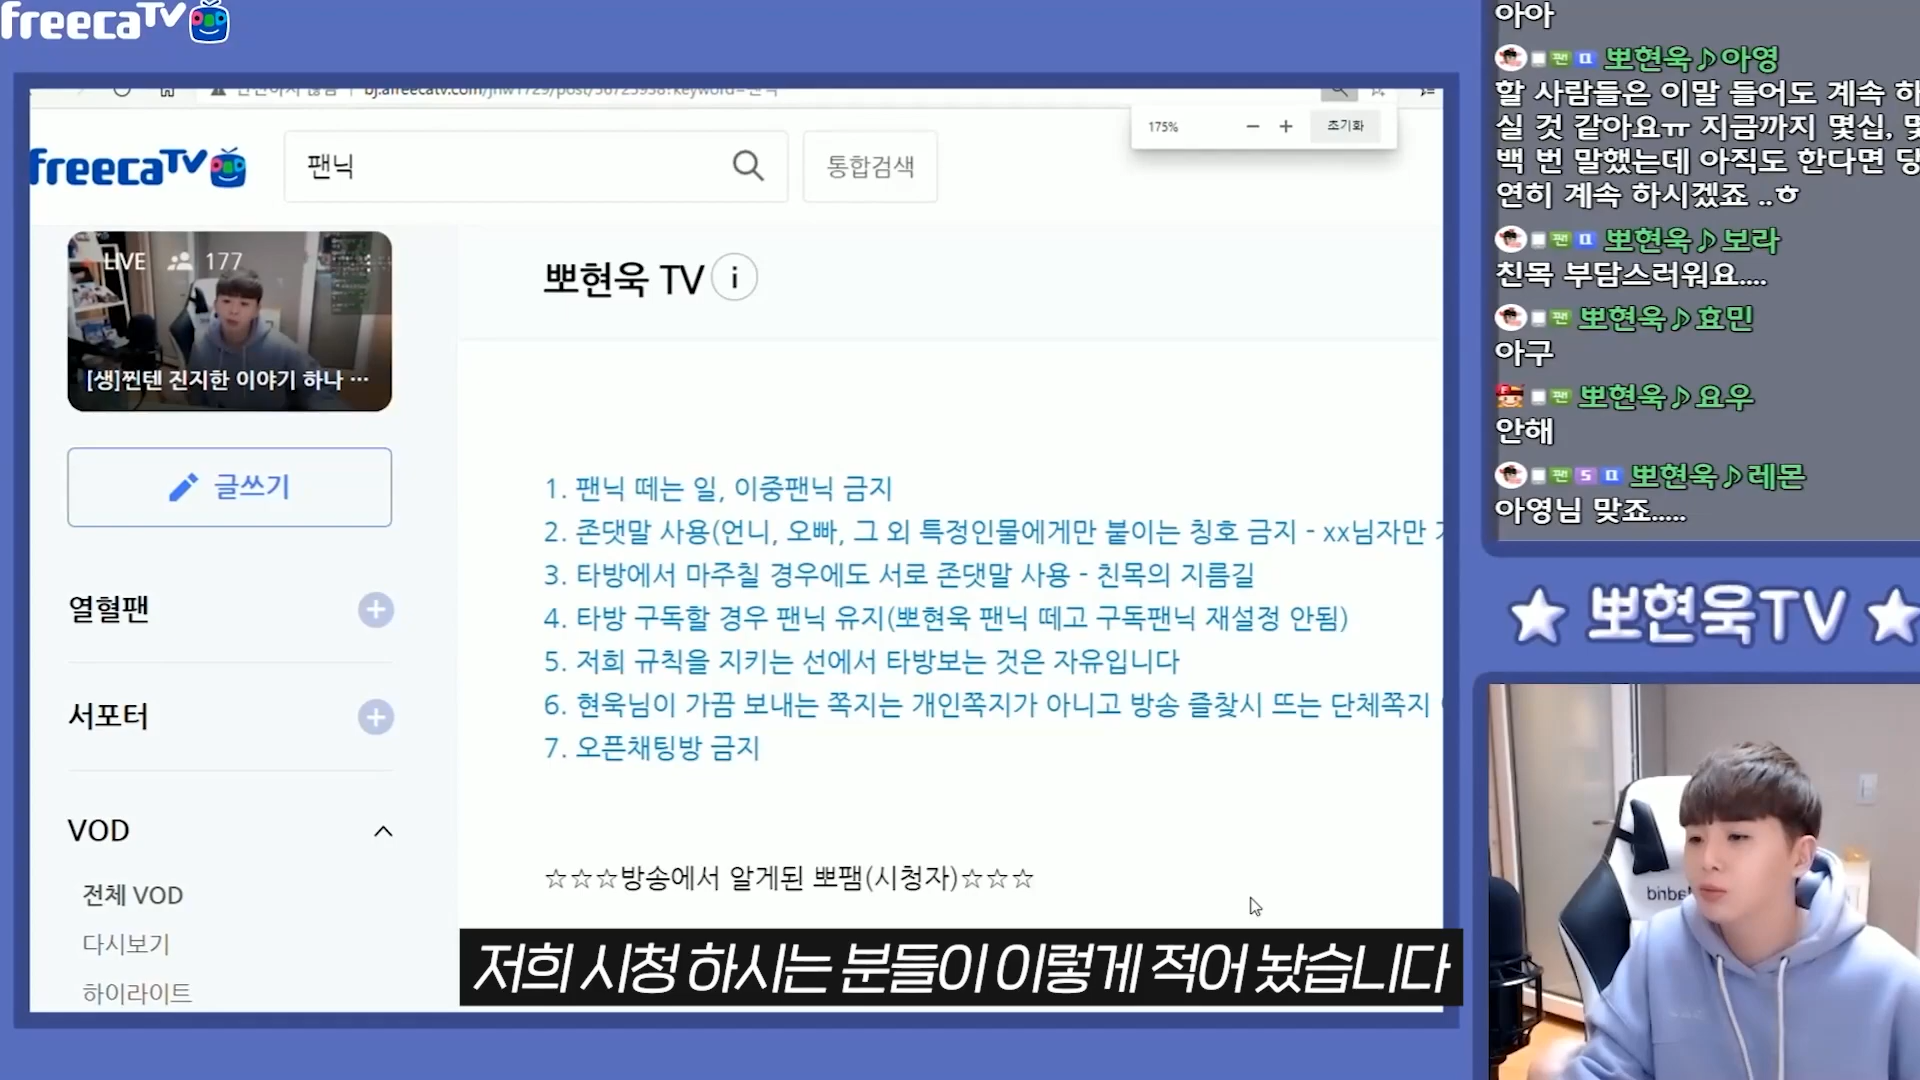 freecaTV
bj.afreecatv.com/jhw1729/post/56725938?keyword=팬닉
175%
초기화
freecaTV
팬닉
통합검색
LIVE 177
[생]찐텐 진지한 이야기 하나 ...
글쓰기
열혈팬
서포터
VOD
전체 VOD
다시보기
하이라이트
뽀현욱 TV
1. 팬닉 떼는 일, 이중팬닉 금지
2. 존댓말 사용(언니, 오빠, 그 외 특정인물에게만 붙이는 칭호 금지 - xx님자만
3. 타방에서 마주칠 경우에도 서로 존댓말 사용 - 친목의 지름길
4. 타방 구독할 경우 팬닉 유지(뽀현욱 팬닉 떼고 구독팬닉 재설정 안됨)
5. 저희 규칙을 지키는 선에서 타방보는 것은 자유입니다
6. 현욱님이 가끔 보내는 쪽지는 개인쪽지가 아니고 방송 즐찾시 뜨는 단체쪽지
7. 오픈채팅방 금지
☆☆☆방송에서 알게된 뽀팸(시청자)☆☆☆
저희 시청 하시는 분들이 이렇게 적어 놨습니다
아아
팬 뽀현욱♪아영
할 사람들은 이말 들어도 계속 하
실 것 같아요ㅠ 지금까지 몇십, 몇
백 번 말했는데 아직도 한다면 당
연히 계속 하시겠죠 ..ㅎ
팬 뽀현욱♪보라
친목 부담스러워요....
팬 뽀현욱♪효민
아구
팬 뽀현욱♪요우
안해
팬 S 뽀현욱♪레몬
아영님 맞죠.....
★ 뽀현욱TV ★